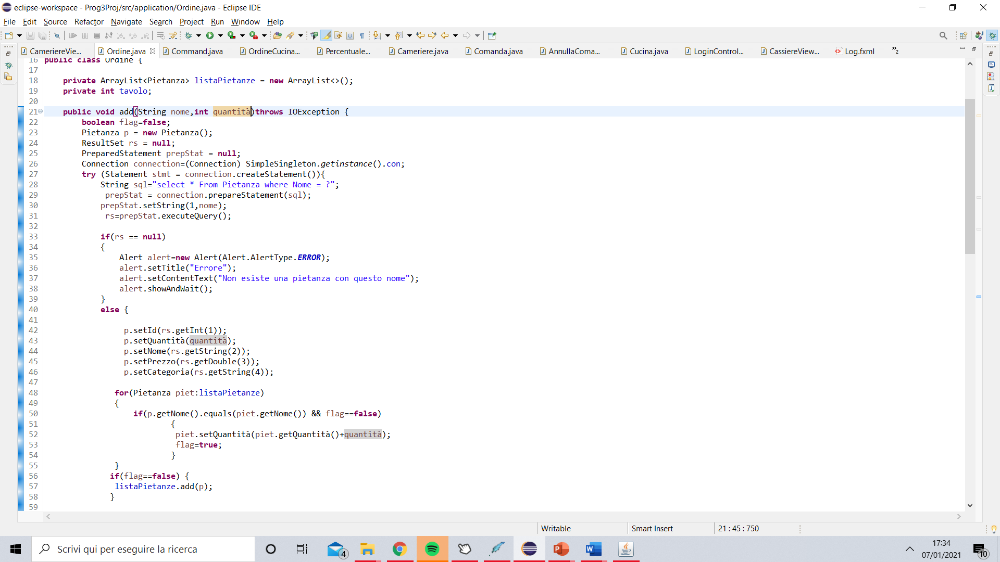 eclipse-workspace - Prog3Proj/src/application/Ordine.java - Eclipse IDE
File Edit Source Refactor Navigate Search Project Run Window Help
CameriereVie... Ordine.java Command.java OrdineCucina... Percentuale... Cameriere.java Comanda.java AnnullaComa... Cucina.java LoginControl... CassiereView... Log.fxml »2
16 public class Ordine {
17
18 private ArrayList<Pietanza> listaPietanze = new ArrayList<>();
19 private int tavolo;
20
21 public void add(String nome,int quantità)throws IOException {
22 boolean flag=false;
23 Pietanza p = new Pietanza();
24 ResultSet rs = null;
25 PreparedStatement prepStat = null;
26 Connection connection=(Connection) SimpleSingleton.getinstance().con;
27 try (Statement stmt = connection.createStatement()){
28 String sql="select * From Pietanza where Nome = ?";
29 prepStat = connection.prepareStatement(sql);
30 prepStat.setString(1,nome);
31 rs=prepStat.executeQuery();
32
33 if(rs == null)
34 {
35 Alert alert=new Alert(Alert.AlertType.ERROR);
36 alert.setTitle("Errore");
37 alert.setContentText("Non esiste una pietanza con questo nome");
38 alert.showAndWait();
39 }
40 else {
41
42 p.setId(rs.getInt(1));
43 p.setQuantità(quantità);
44 p.setNome(rs.getString(2));
45 p.setPrezzo(rs.getDouble(3));
46 p.setCategoria(rs.getString(4));
47
48 for(Pietanza piet:listaPietanze)
49 {
50 if(p.getNome().equals(piet.getNome()) && flag==false)
51 {
52 piet.setQuantità(piet.getQuantità()+quantità);
53 flag=true;
54 }
55 }
56 if(flag==false) {
57 listaPietanze.add(p);
58 }
59
Writable Smart Insert 21 : 45 : 750
Scrivi qui per eseguire la ricerca 4 17:34
07/01/2021 10